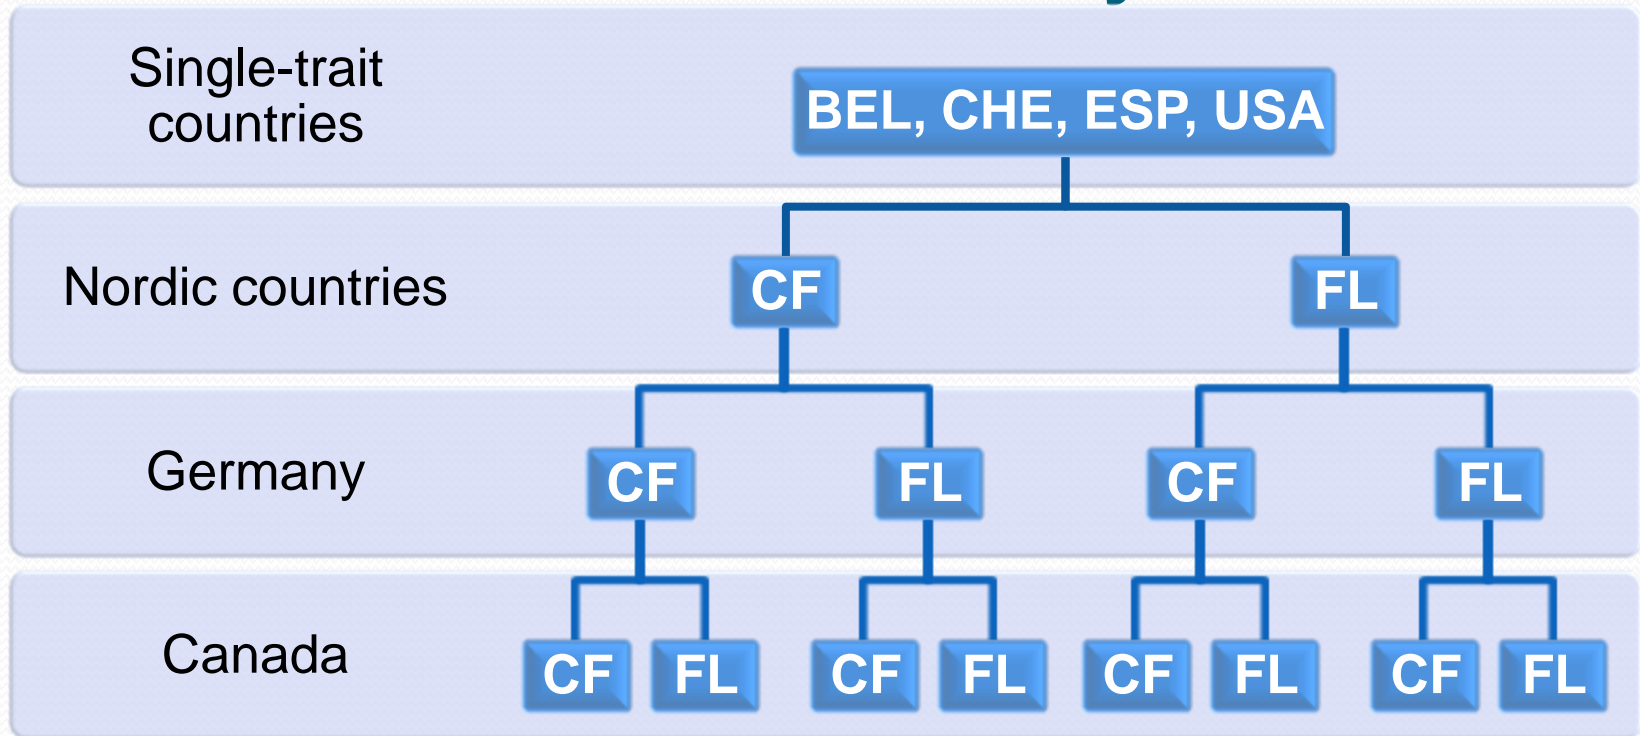 Single-trait
countries
BEL, CHE, ESP, USA
Nordic countries
CF
FL
Germany
CF
FL
CF
FL
Canada
CF
FL
CF
FL
CF
FL
CF
FL